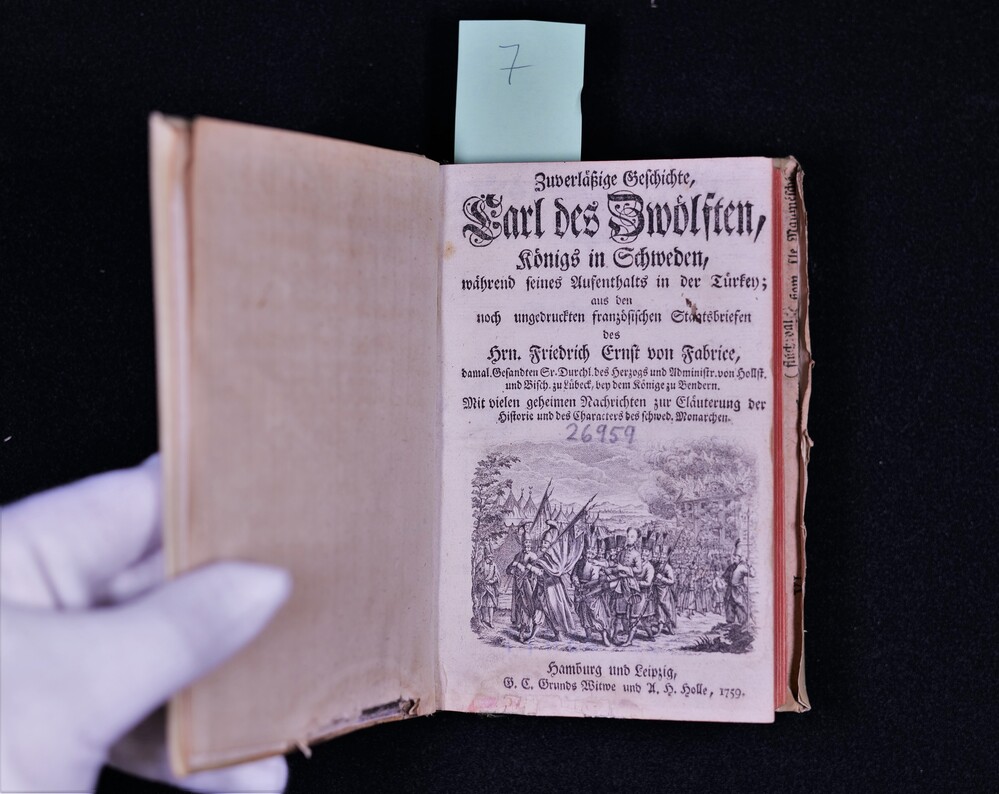 7
Zuverläßige Geschichte,
Carl des Zwölften,
Königs in Schweden,
während seines Aufenthalts in der Türkey;
aus den
noch ungedruckten französischen Staatsbriefen
des
Hrn. Friedrich Ernst von Fabrice,
damal. Gesandten Sr. Durchl. des Herzogs und Administr. von Hollst.
und Bisch. zu Lübeck, bey dem Könige zu Bendern.
Mit vielen geheimen Nachrichten zur Eläuterung der
Historie und des Characters des schwed. Monarchen.
26959
Hamburg und Leipzig,
G. C. Grunds Witwe und A. H. Holle, 1759.